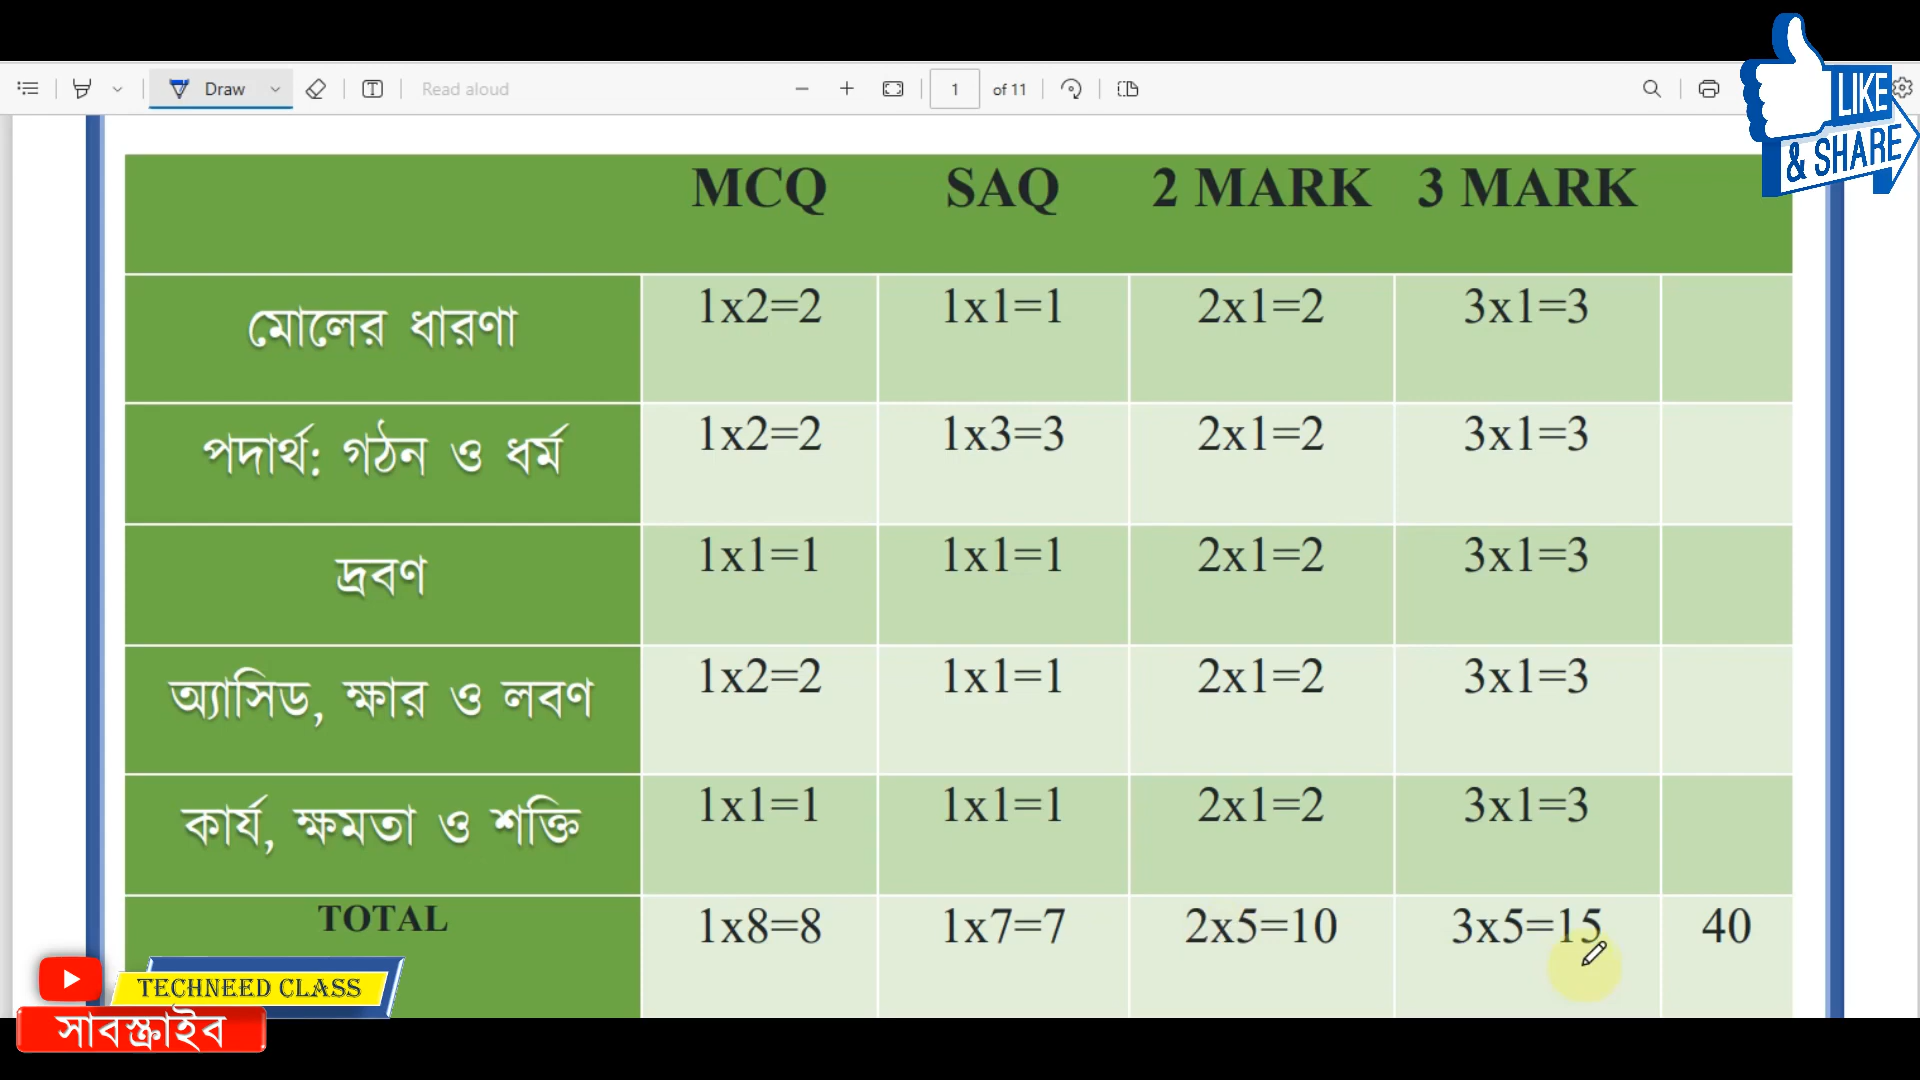 Draw
Read aloud
1 of 11
LIKE
& SHARE
MCQ SAQ 2 MARK 3 MARK
মোলের ধারণা 1x2=2 1x1=1 2x1=2 3x1=3
পদার্থ: গঠন ও ধর্ম 1x2=2 1x3=3 2x1=2 3x1=3
দ্রবণ 1x1=1 1x1=1 2x1=2 3x1=3
অ্যাসিড, ক্ষার ও লবণ 1x2=2 1x1=1 2x1=2 3x1=3
কার্য, ক্ষমতা ও শক্তি 1x1=1 1x1=1 2x1=2 3x1=3
TOTAL 1x8=8 1x7=7 2x5=10 3x5=15 40
TECHNEED CLASS
সাবস্ক্রাইব